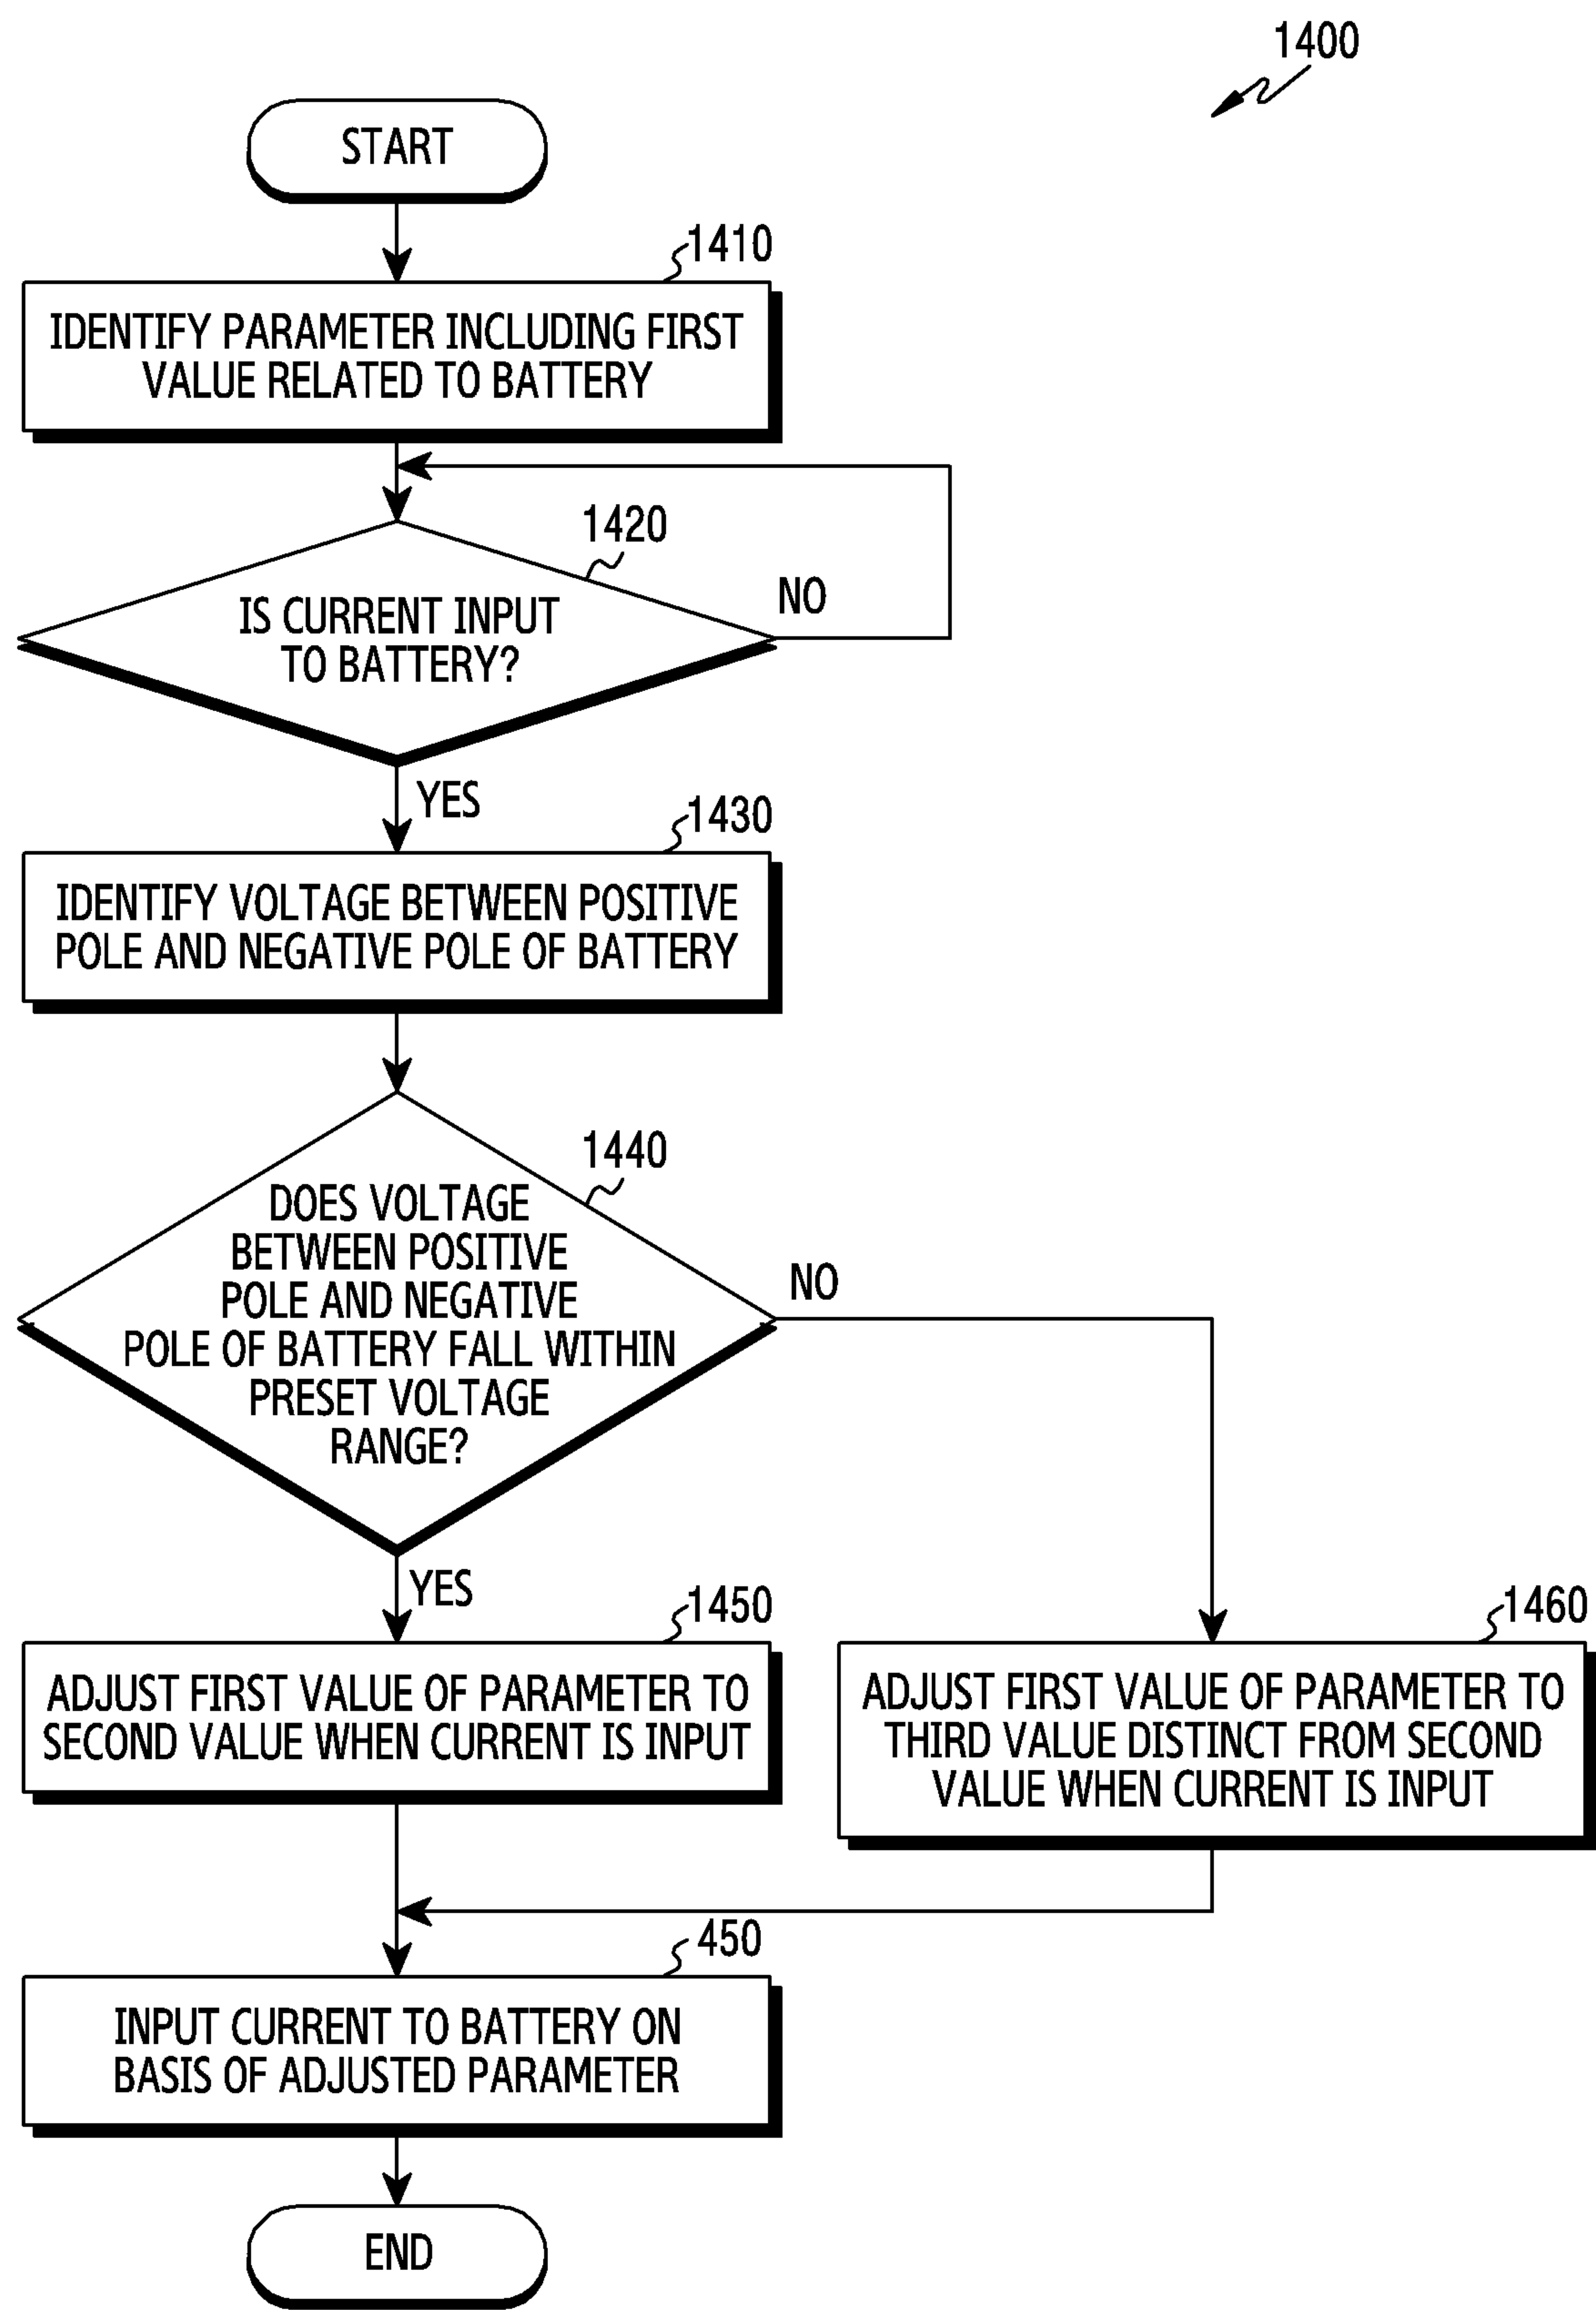 1400
START
1410
IDENTIFY PARAMETER INCLUDING FIRST
VALUE RELATED TO BATTERY
1420
IS CURRENT INPUT
TO BATTERY?
NO
YES
1430
IDENTIFY VOLTAGE BETWEEN POSITIVE
POLE AND NEGATIVE POLE OF BATTERY
1440
DOES VOLTAGE
BETWEEN POSITIVE
POLE AND NEGATIVE
POLE OF BATTERY FALL WITHIN
PRESET VOLTAGE
RANGE?
NO
YES
1450
ADJUST FIRST VALUE OF PARAMETER TO
SECOND VALUE WHEN CURRENT IS INPUT
1460
ADJUST FIRST VALUE OF PARAMETER TO
THIRD VALUE DISTINCT FROM SECOND
VALUE WHEN CURRENT IS INPUT
450
INPUT CURRENT TO BATTERY ON
BASIS OF ADJUSTED PARAMETER
END